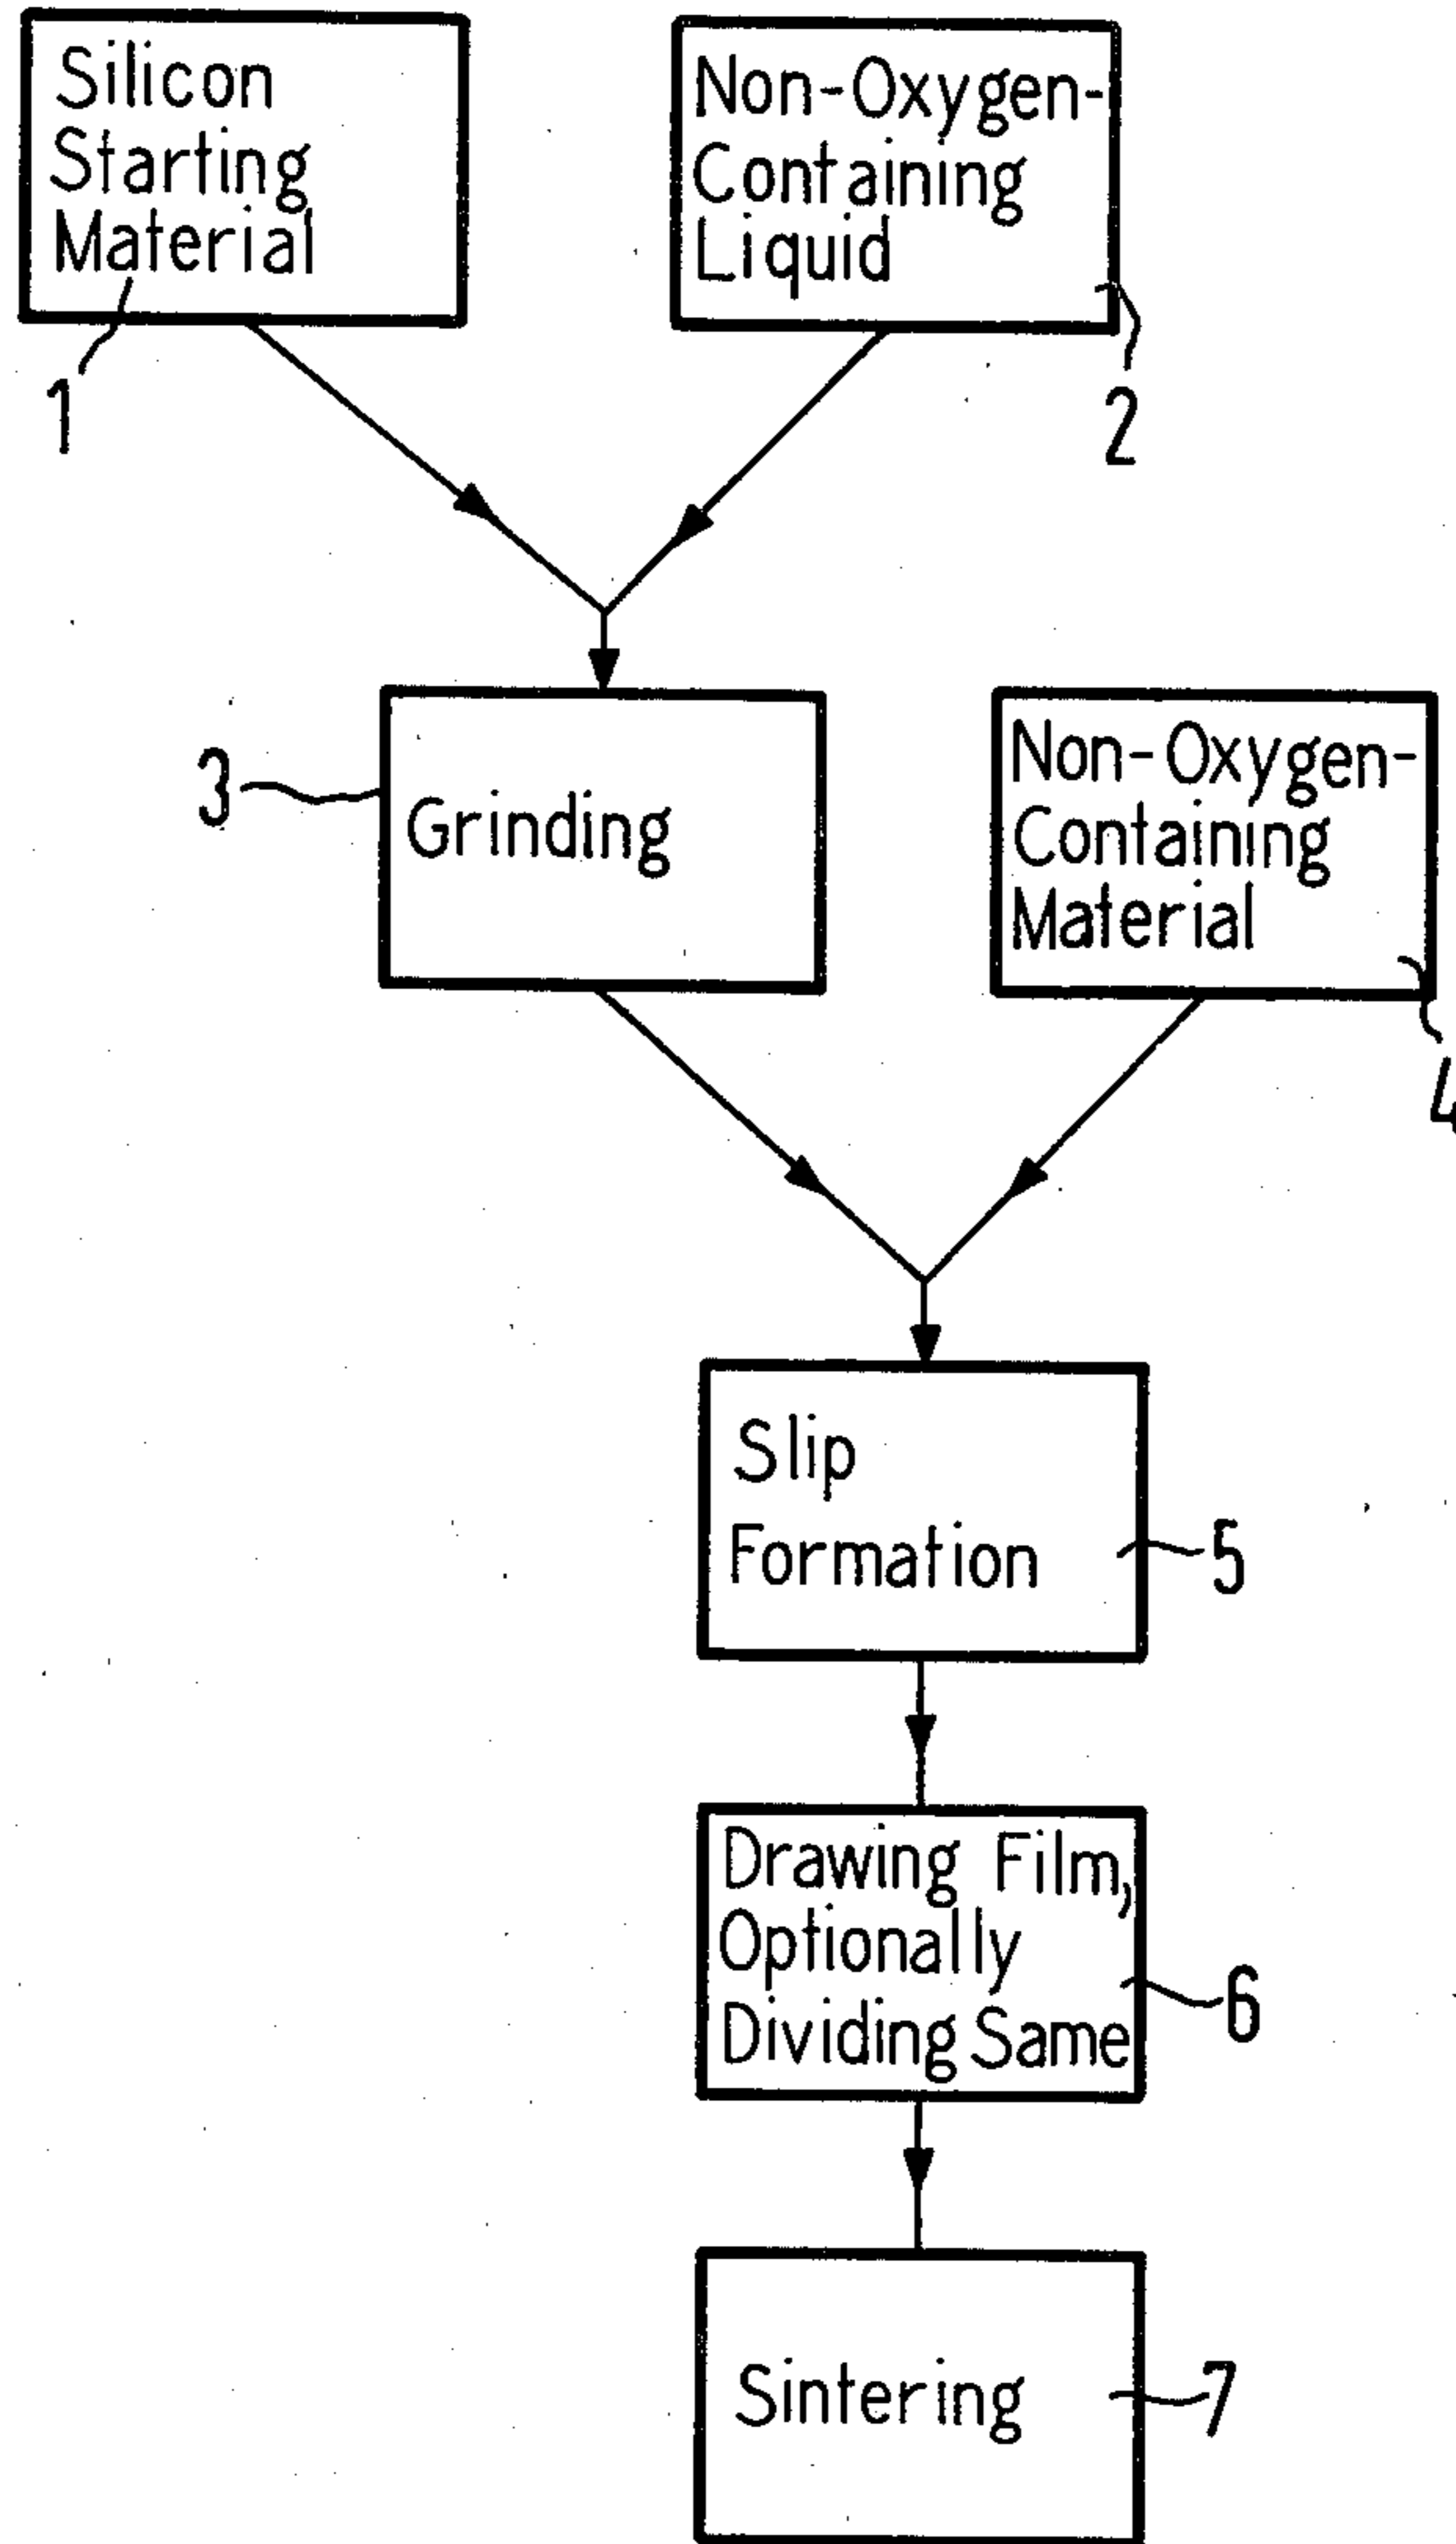 Silicon
Starting
Material
1
Non-Oxygen-
Containing
Liquid
2
3
Grinding
Non-Oxygen-
Containing
Material
4
Slip
Formation
5
Drawing Film,
Optionally
Dividing Same
6
Sintering
7